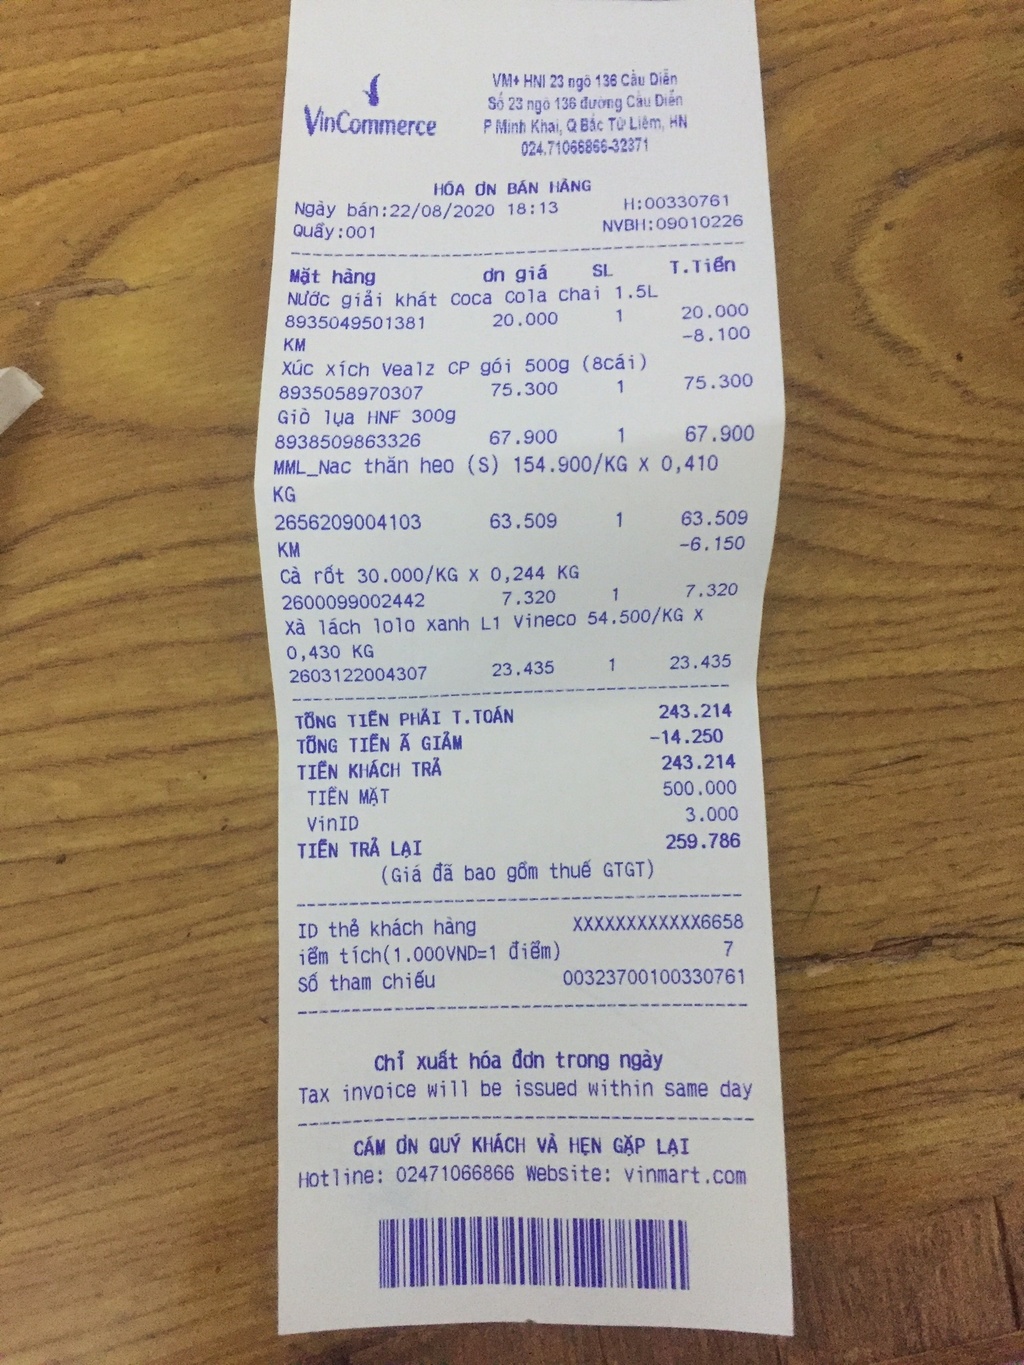 VinCommerce
VM+ HNI 23 ngõ 136 Cầu Diễn
Số 23 ngõ 136 đường Cầu Diễn
P Minh Khai, Q Bắc Từ Liêm, HN
024.71066866-32371
HÓA ƠN BÁN HÀNG
Ngày bán:22/08/2020 18:13 H:00330761
Quầy:001 NVBH:09010226
Mặt hàng ơn giá SL T.Tiền
Nước giải khát Coca Cola chai 1.5L
8935049501381 20.000 1 20.000
KM -8.100
Xúc xích Vealz CP gói 500g (8cái)
8935058970307 75.300 1 75.300
Giò lụa HNF 300g
8938509863326 67.900 1 67.900
MML_Nac thăn heo (S) 154.900/KG X 0,410
KG
2656209004103 63.509 1 63.509
KM -6.150
Cà rốt 30.000/KG X 0,244 KG
2600099002442 7.320 1 7.320
Xà lách lolo xanh L1 Vineco 54.500/KG X
0,430 KG
2603122004307 23.435 1 23.435
TỔNG TIỀN PHẢI T.TOÁN 243.214
TỔNG TIỀN Ã GIẢM -14.250
TIỀN KHÁCH TRẢ 243.214
TIỀN MẶT 500.000
VinID 3.000
TIỀN TRẢ LẠI 259.786
(Giá đã bao gồm thuế GTGT)
ID thẻ khách hàng XXXXXXXXXXXX6658
iểm tích(1.000VND=1 điểm) 7
Số tham chiếu 00323700100330761
Chỉ xuất hóa đơn trong ngày
Tax invoice will be issued within same day
CÁM ƠN QUÝ KHÁCH VÀ HẸN GẶP LẠI
Hotline: 02471066866 Website: vinmart.com